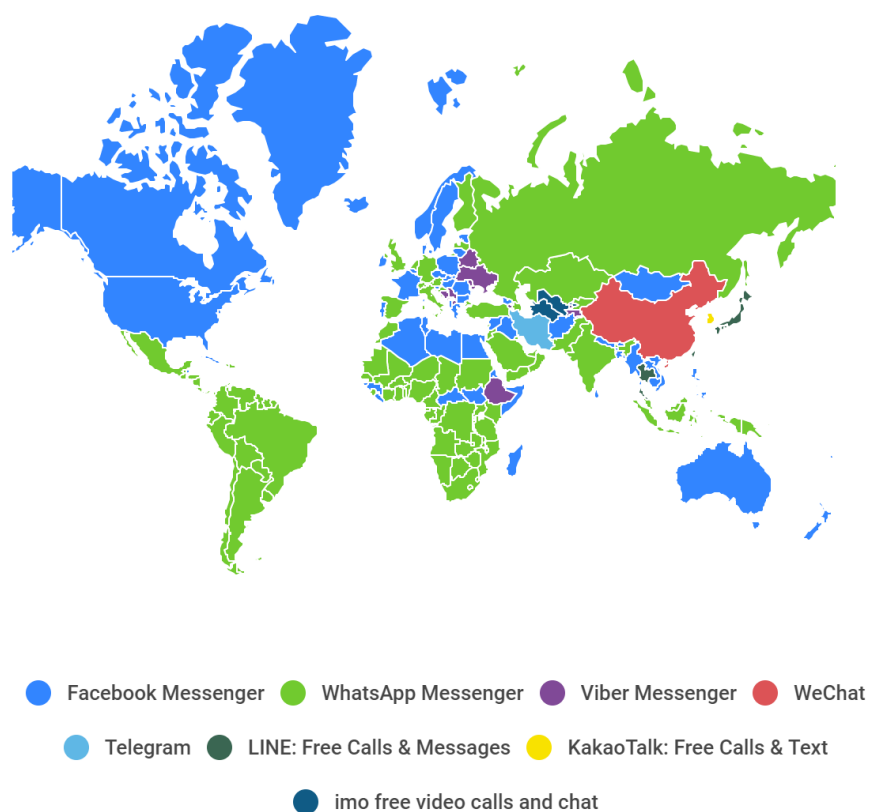 Facebook Messenger WhatsApp Messenger Viber Messenger WeChat
Telegram LINE: Free Calls & Messages KakaoTalk: Free Calls & Text
imo free video calls and chat